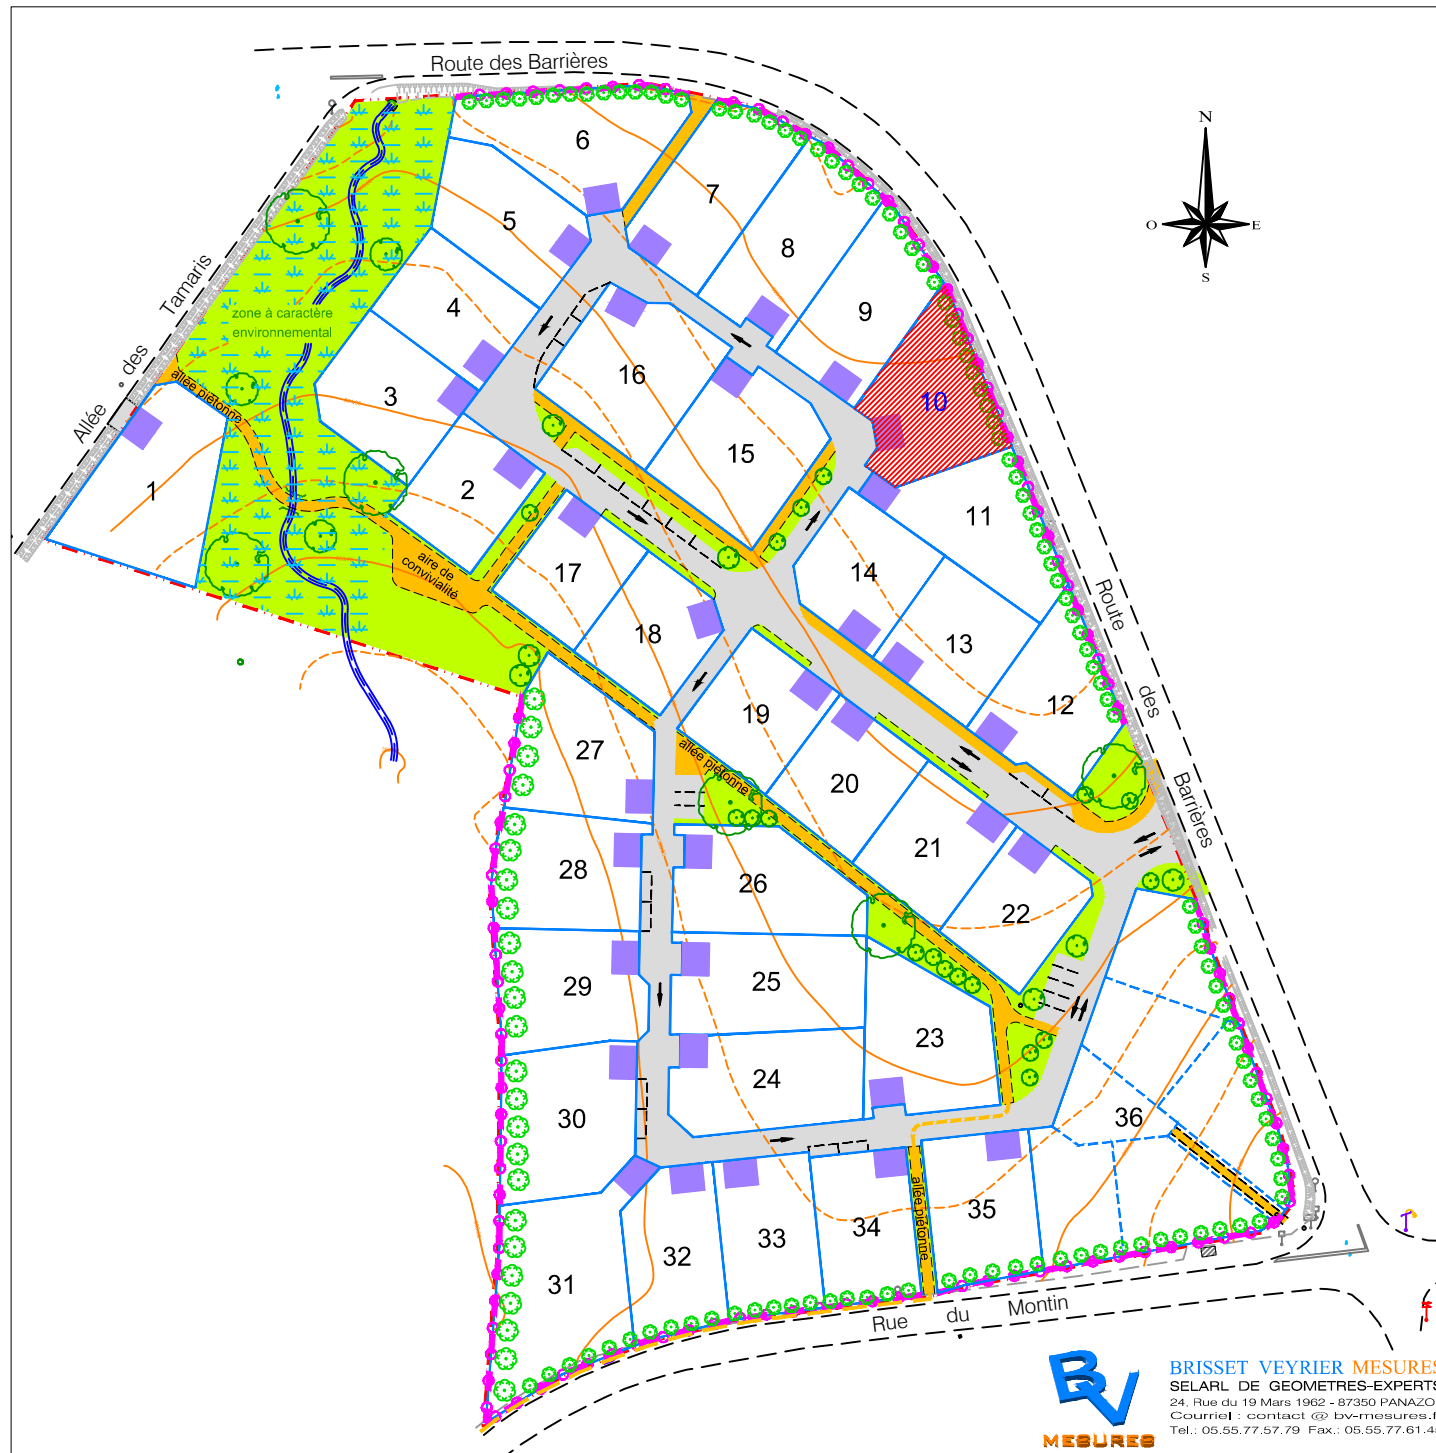 Route des Barrières
N
O
E
S
Allée des Tamaris
zone à caractère
environnemental
allée piétonne
aire de
convivialité
allée piétonne
allée piétonne
Route des Barrières
Rue du Montin
1
2
3
4
5
6
7
8
9
10
11
12
13
14
15
16
17
18
19
20
21
22
23
24
25
26
27
28
29
30
31
32
33
34
35
36
BV
MESURES
BRISSET VEYRIER MESURES
SELARL DE GEOMETRES-EXPERTS
24, Rue du 19 Mars 1962 - 87350 PANAZO
Courriel : contact @ bv-mesures.f
Tel.: 05.55.77.57.79 Fax.: 05.55.77.61.4